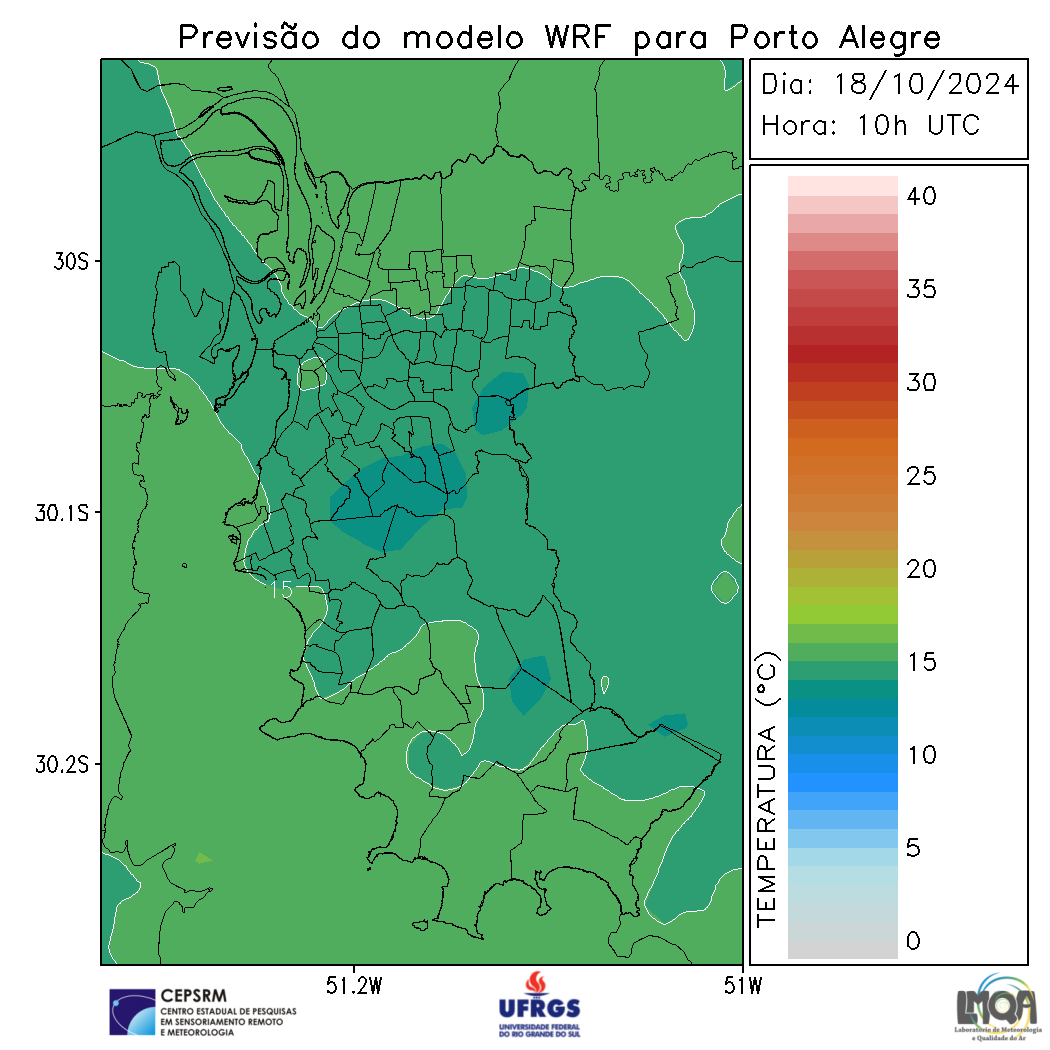 Previsão do modelo WRF para Porto Alegre
Dia: 18/10/2024
Hora: 10h UTC
40
35
30
25
20
15
10
5
0
TEMPERATURA (°C)
30S
30.1S
30.2S
15
51.2W
51W
CEPSRM
CENTRO ESTADUAL DE PESQUISAS
EM SENSORIAMENTO REMOTO
E METEOROLOGIA
UFRGS
UNIVERSIDADE FEDERAL
DO RIO GRANDE DO SUL
LMQA
Laboratório de Meteorologia
e Qualidade do Ar